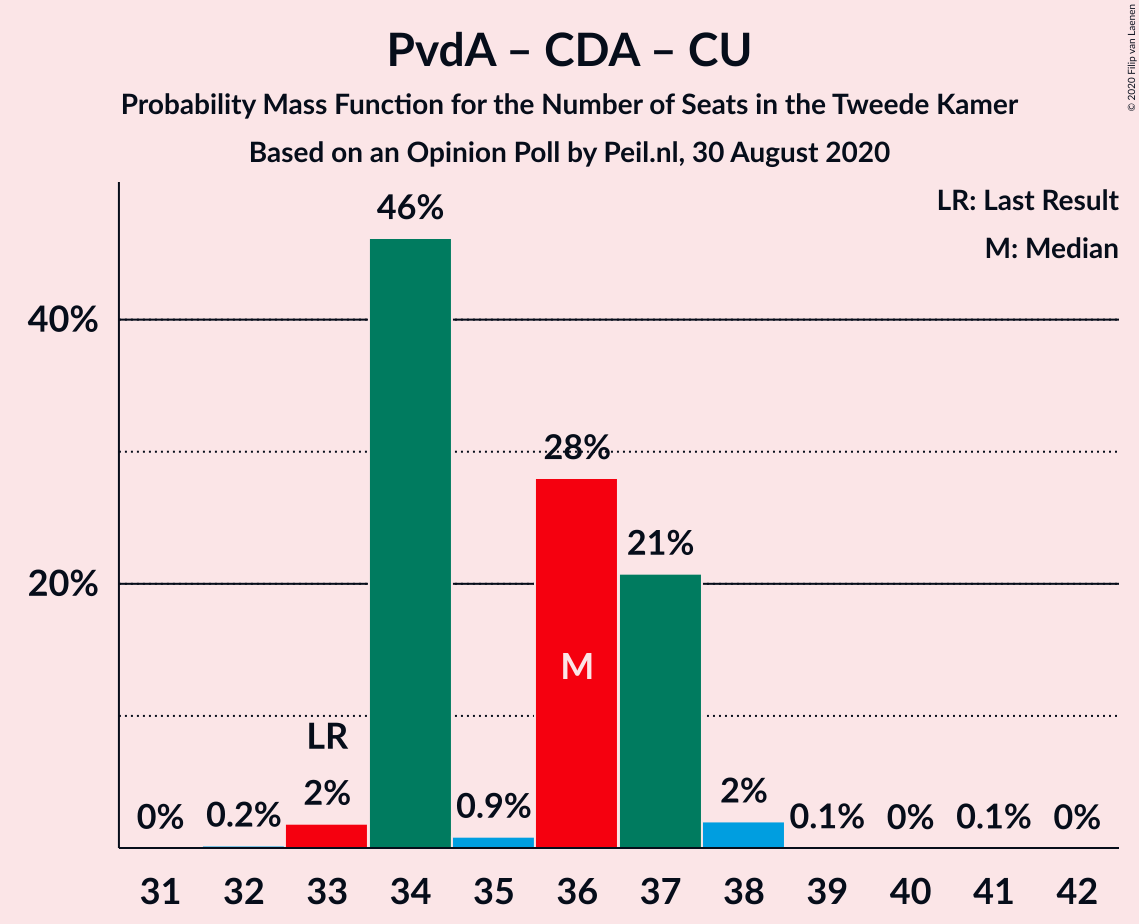 PvdA – CDA – CU
Probability Mass Function for the Number of Seats in the Tweede Kamer
Based on an Opinion Poll by Peil.nl, 30 August 2020
© 2020 Filip van Laenen
LR: Last Result
M: Median
46%
40%
28%
21%
20%
M
LR
0% 0.2% 2% 0.9% 2% 0.1% 0% 0.1% 0%
31 32 33 34 35 36 37 38 39 40 41 42